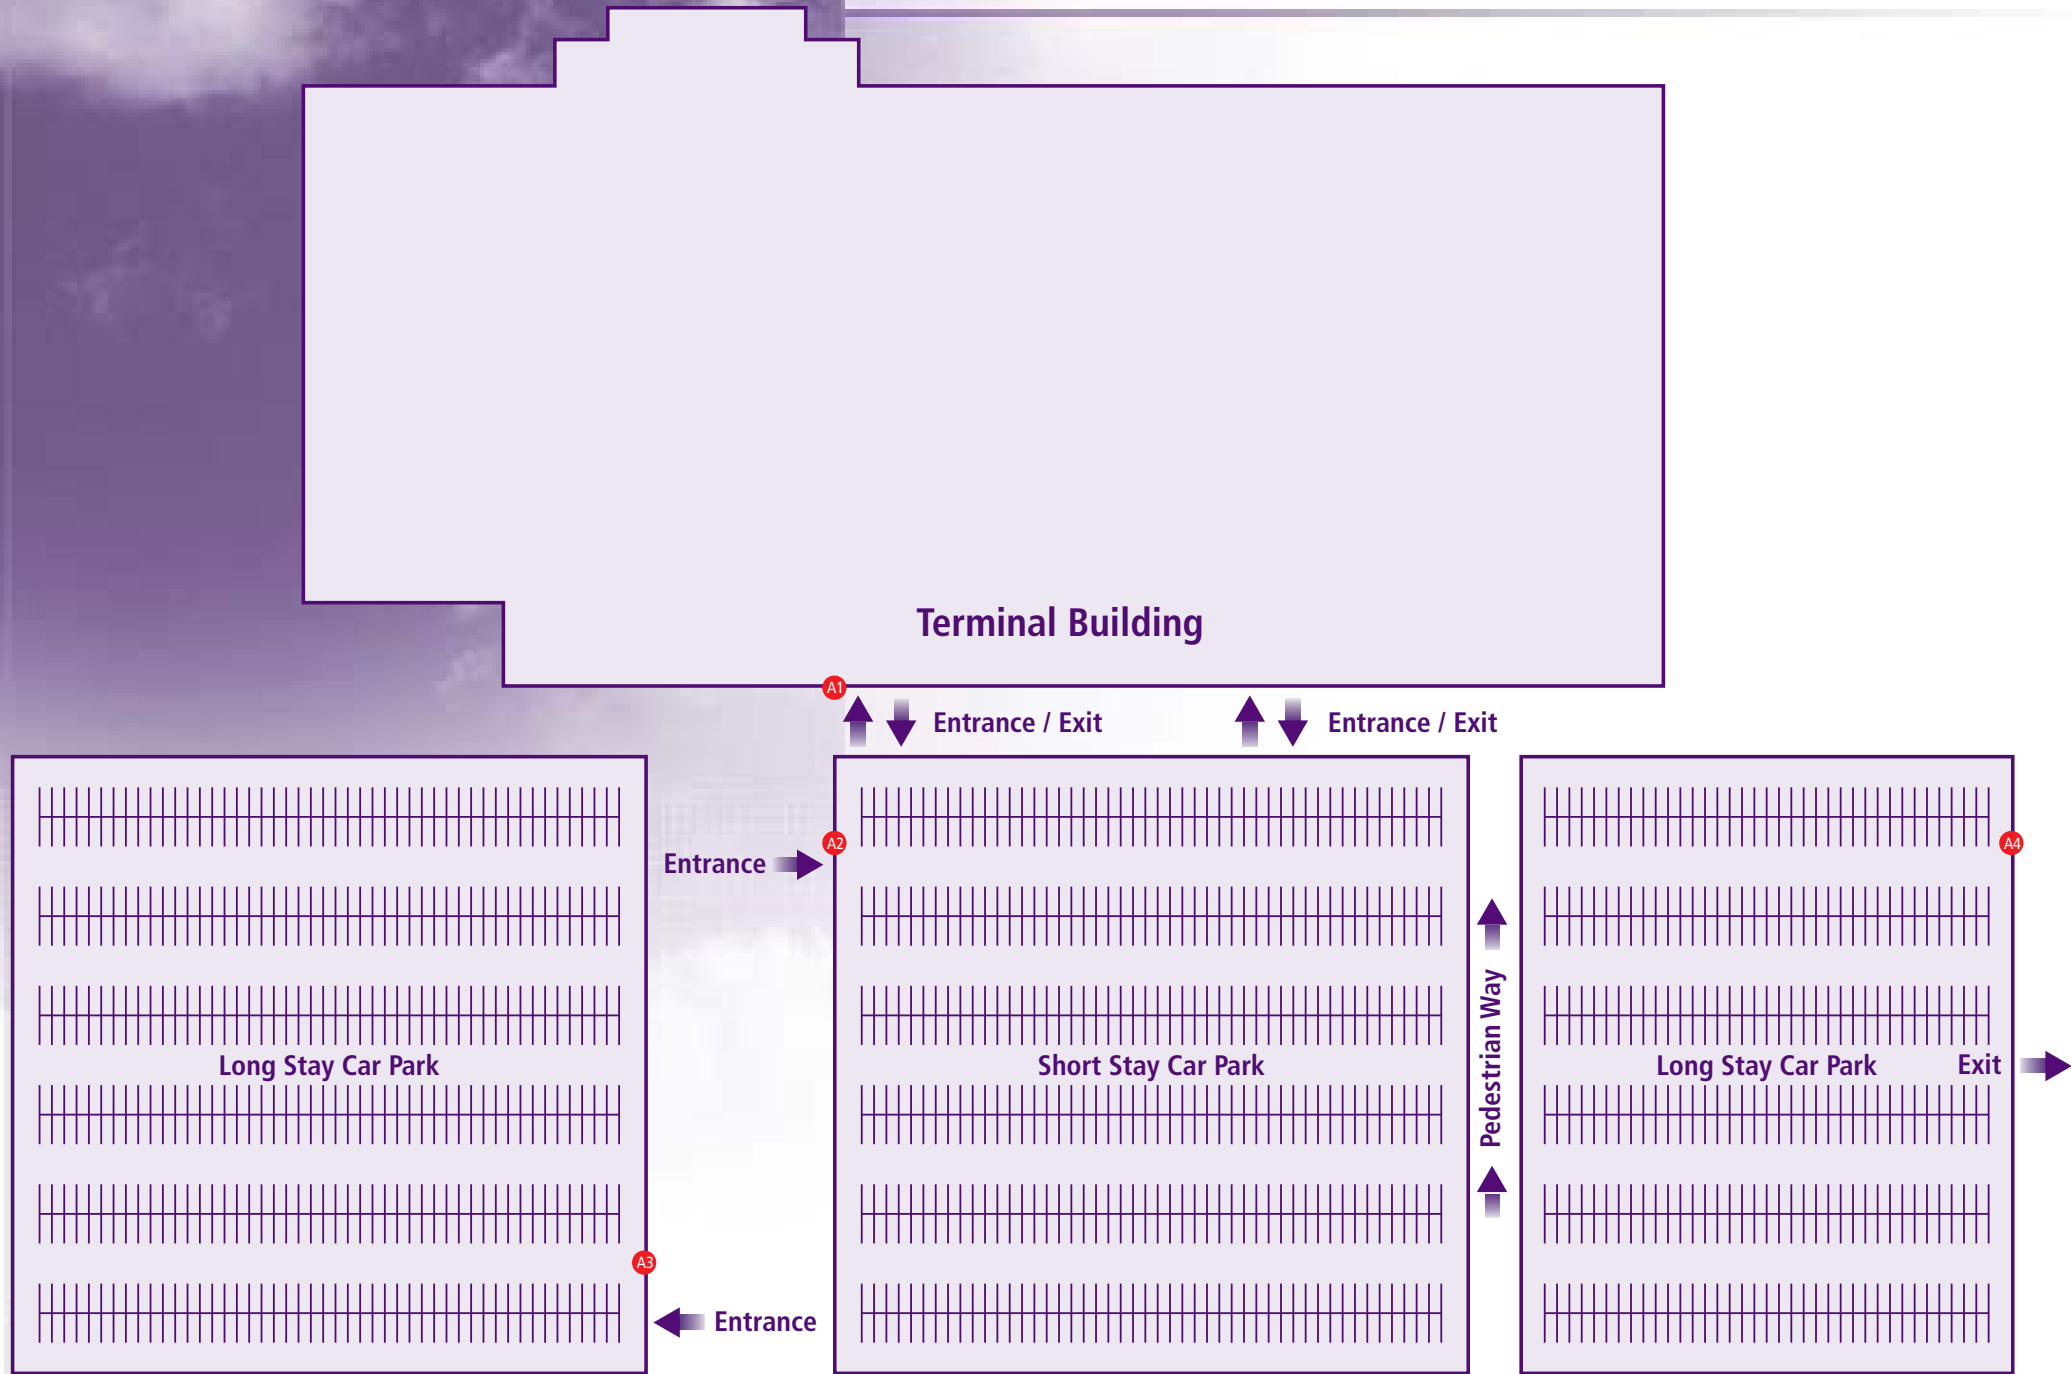 Terminal Building
A1
Entrance / Exit
Entrance / Exit
A2
Entrance
A4
Pedestrian Way
Long Stay Car Park
Short Stay Car Park
Long Stay Car Park
Exit
A3
Entrance